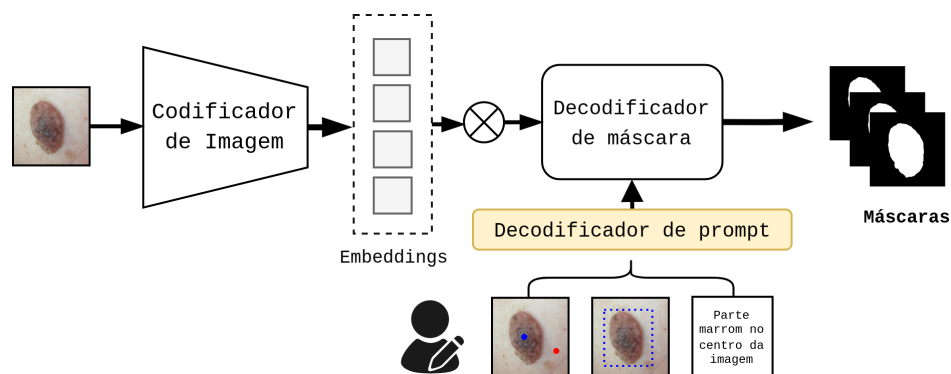 Codificador
de Imagem
Embeddings
Decodificador
de máscara
Máscaras
Decodificador de prompt
Parte
marrom no
centro da
imagem